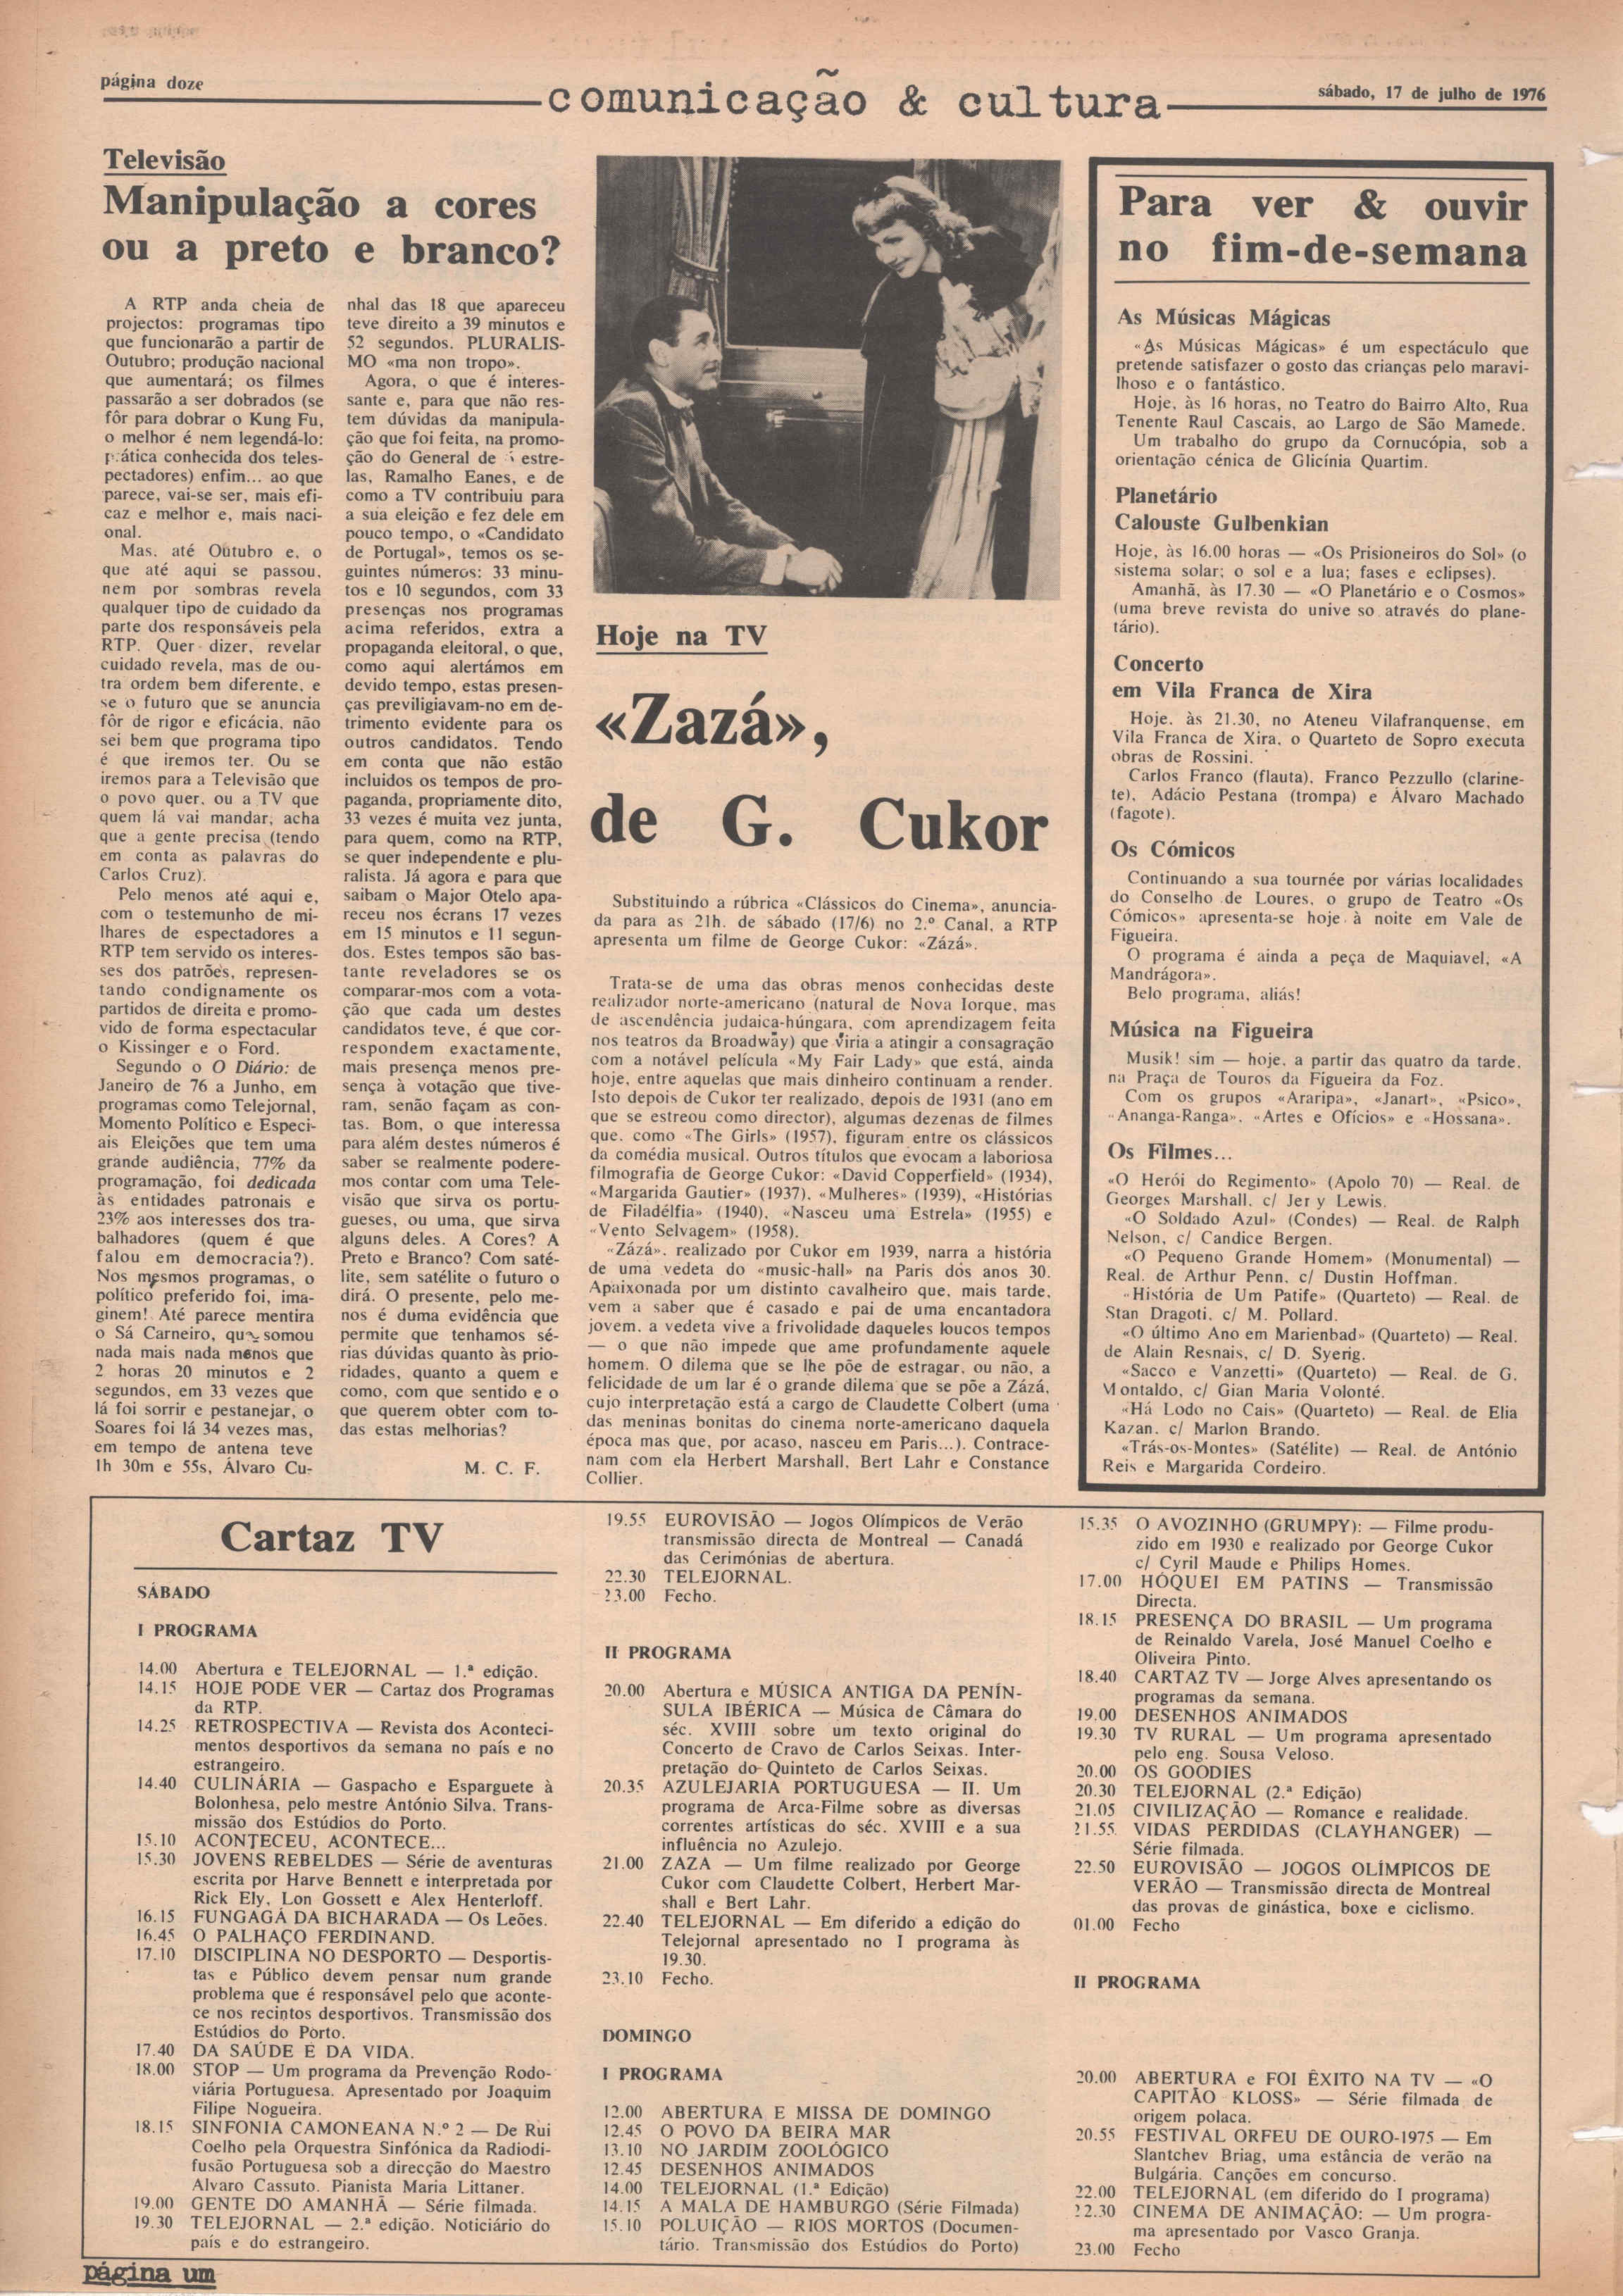 página doze
comunicação & cultura
sábado, 17 de julho de 1976
Televisão
Manipulação a cores
ou a preto e branco?
A RTP anda cheia de
projectos: programas tipo
que funcionarão a partir de
Outubro; produção nacional
que aumentará; os filmes
passarão a ser dobrados (se
fôr para dobrar o Kung Fu,
o melhor é nem legendá-lo:
prática conhecida dos teles-
pectadores) enfim... ao que
parece, vai-se ser, mais efi-
caz e melhor e, mais naci-
onal.
Mas, até Outubro e, o
que até aqui se passou,
nem por sombras revela
qualquer tipo de cuidado da
parte dos responsáveis pela
RTP. Quer dizer, revelar
cuidado revela, mas de ou-
tra ordem bem diferente, e
se o futuro que se anuncia
fôr de rigor e eficácia, não
sei bem que programa tipo
é que iremos ter. Ou se
iremos para a Televisão que
o povo quer, ou a TV que
quem lá vai mandar, acha
que a gente precisa (tendo
em conta as palavras do
Carlos Cruz).
Pelo menos até aqui e,
com o testemunho de mi-
lhares de espectadores a
RTP tem servido os interes-
ses dos patrões, represen-
tando condignamente os
partidos de direita e promo-
vido de forma espectacular
o Kissinger e o Ford.
Segundo o O Diário: de
Janeiro de 76 a Junho, em
programas como Telejornal,
Momento Político e Especi-
ais Eleições que tem uma
grande audiência, 77% da
programação, foi dedicada
às entidades patronais e
23% aos interesses dos tra-
balhadores (quem é que
falou em democracia?).
Nos mesmos programas, o
político preferido foi, ima-
ginem! Até parece mentira
o Sá Carneiro, que somou
nada mais nada menos que
2 horas 20 minutos e 2
segundos, em 33 vezes que
lá foi sorrir e pestanejar, o
Soares foi lá 34 vezes mas,
em tempo de antena teve
1h 30m e 55s, Álvaro Cu-
nhal das 18 que apareceu
teve direito a 39 minutos e
52 segundos. PLURALIS-
MO «ma non tropo».
Agora, o que é interes-
sante e, para que não res-
tem dúvidas da manipula-
ção que foi feita, na promo-
ção do General de estre-
las, Ramalho Eanes, e de
como a TV contribuiu para
a sua eleição e fez dele em
pouco tempo, o «Candidato
de Portugal», temos os se-
guintes números: 33 minu-
tos e 10 segundos, com 33
presenças nos programas
acima referidos, extra a
propaganda eleitoral, o que,
como aqui alertámos em
devido tempo, estas presen-
ças previligiavam-no em de-
trimento evidente para os
outros candidatos. Tendo
em conta que não estão
incluidos os tempos de pro-
paganda, propriamente dito,
33 vezes é muita vez junta,
para quem, como na RTP,
se quer independente e plu-
ralista. Já agora e para que
saibam o Major Otelo apa-
receu nos écrans 17 vezes
em 15 minutos e 11 segun-
dos. Estes tempos são bas-
tante reveladores se os
comparar-mos com a vota-
ção que cada um destes
candidatos teve, é que cor-
respondem exactamente,
mais presença menos pre-
sença à votação que tive-
ram, senão façam as con-
tas. Bom, o que interessa
para além destes números é
saber se realmente podere-
mos contar com uma Tele-
visão que sirva os portu-
gueses, ou uma, que sirva
alguns deles. A Cores? A
Preto e Branco? Com saté-
lite, sem satélite o futuro o
dirá. O presente, pelo me-
nos é duma evidência que
permite que tenhamos sé-
rias dúvidas quanto às prio-
ridades, quanto a quem e
como, com que sentido e o
que querem obter com to-
das estas melhorias?
M. C. F.
Hoje na TV
«Zazá»,
de G. Cukor
Substituindo a rúbrica «Clássicos do Cinema», anuncia-
da para as 21h. de sábado (17/6) no 2.º Canal, a RTP
apresenta um filme de George Cukor: «Zázá».
Trata-se de uma das obras menos conhecidas deste
realizador norte-americano (natural de Nova Iorque, mas
de ascendência judaica-húngara, com aprendizagem feita
nos teatros da Broadway) que viria a atingir a consagração
com a notável película «My Fair Lady» que está, ainda
hoje, entre aquelas que mais dinheiro continuam a render.
Isto depois de Cukor ter realizado, depois de 1931 (ano em
que se estreou como director), algumas dezenas de filmes
que, como «The Girls» (1957), figuram entre os clássicos
da comédia musical. Outros títulos que evocam a laboriosa
filmografia de George Cukor: «David Copperfield» (1934),
«Margarida Gautier» (1937), «Mulheres» (1939), «Histórias
de Filadélfia» (1940), «Nasceu uma Estrela» (1955) e
«Vento Selvagem» (1958).
«Zázá», realizado por Cukor em 1939, narra a história
de uma vedeta do «music-hall» na Paris dos anos 30.
Apaixonada por um distinto cavalheiro que, mais tarde,
vem a saber que é casado e pai de uma encantadora
jovem, a vedeta vive a frivolidade daqueles loucos tempos
— o que não impede que ame profundamente aquele
homem. O dilema que se lhe põe de estragar, ou não, a
felicidade de um lar é o grande dilema que se põe a Zázá,
cujo interpretação está a cargo de Claudette Colbert (uma
das meninas bonitas do cinema norte-americano daquela
época mas que, por acaso, nasceu em Paris...). Contrace-
nam com ela Herbert Marshall, Bert Lahr e Constance
Collier.
Para ver & ouvir
no fim-de-semana
As Músicas Mágicas
«As Músicas Mágicas» é um espectáculo que
pretende satisfazer o gosto das crianças pelo maravi-
lhoso e o fantástico.
Hoje, às 16 horas, no Teatro do Bairro Alto, Rua
Tenente Raul Cascais, ao Largo de São Mamede.
Um trabalho do grupo da Cornucópia, sob a
orientação cénica de Glicínia Quartim.
Planetário
Calouste Gulbenkian
Hoje, às 16.00 horas — «Os Prisioneiros do Sol» (o
sistema solar; o sol e a lua; fases e eclipses).
Amanhã, às 17.30 — «O Planetário e o Cosmos»
(uma breve revista do unive so através do plane-
tário).
Concerto
em Vila Franca de Xira
Hoje, às 21.30, no Ateneu Vilafranquense, em
Vila Franca de Xira, o Quarteto de Sopro executa
obras de Rossini.
Carlos Franco (flauta), Franco Pezzullo (clarine-
te), Adácio Pestana (trompa) e Álvaro Machado
(fagote).
Os Cómicos
Continuando a sua tournée por várias localidades
do Conselho de Loures, o grupo de Teatro «Os
Cómicos» apresenta-se hoje à noite em Vale de
Figueira.
O programa é ainda a peça de Maquiavel, «A
Mandrágora».
Belo programa, aliás!
Música na Figueira
Musik! sim — hoje, a partir das quatro da tarde,
na Praça de Touros da Figueira da Foz.
Com os grupos «Araripa», «Janart», «Psico»,
«Ananga-Ranga», «Artes e Ofícios» e «Hossana».
Os Filmes...
«O Herói do Regimento» (Apolo 70) — Real. de
Georges Marshall, c/ Jer y Lewis.
«O Soldado Azul» (Condes) — Real. de Ralph
Nelson, c/ Candice Bergen.
«O Pequeno Grande Homem» (Monumental) —
Real. de Arthur Penn, c/ Dustin Hoffman.
«História de Um Patife» (Quarteto) — Real. de
Stan Dragoti, c/ M. Pollard.
«O último Ano em Marienbad» (Quarteto) — Real.
de Alain Resnais, c/ D. Syerig.
«Sacco e Vanzetti» (Quarteto) — Real. de G.
Montaldo, c/ Gian Maria Volonté.
«Há Lodo no Cais» (Quarteto) — Real. de Elia
Kazan, c/ Marlon Brando.
«Trás-os-Montes» (Satélite) — Real. de António
Reis e Margarida Cordeiro.
Cartaz TV
SÁBADO
I PROGRAMA
14.00 Abertura e TELEJORNAL — 1.ª edição.
14.15 HOJE PODE VER — Cartaz dos Programas
da RTP.
14.25 RETROSPECTIVA — Revista dos Aconteci-
mentos desportivos da semana no país e no
estrangeiro.
14.40 CULINÁRIA — Gaspacho e Esparguete à
Bolonhesa, pelo mestre António Silva. Trans-
missão dos Estúdios do Porto.
15.10 ACONTECEU, ACONTECE...
15.30 JOVENS REBELDES — Série de aventuras
escrita por Harve Bennett e interpretada por
Rick Ely, Lon Gossett e Alex Henterloff.
16.15 FUNGAGÁ DA BICHARADA — Os Leões.
16.45 O PALHAÇO FERDINAND.
17.10 DISCIPLINA NO DESPORTO — Desportis-
tas e Público devem pensar num grande
problema que é responsável pelo que aconte-
ce nos recintos desportivos. Transmissão dos
Estúdios do Porto.
17.40 DA SAÚDE E DA VIDA.
18.00 STOP — Um programa da Prevenção Rodo-
viária Portuguesa. Apresentado por Joaquim
Filipe Nogueira.
18.15 SINFONIA CAMONEANA N.º 2 — De Rui
Coelho pela Orquestra Sinfónica da Radiodi-
fusão Portuguesa sob a direcção do Maestro
Alvaro Cassuto. Pianista Maria Littaner.
19.00 GENTE DO AMANHÃ — Série filmada.
19.30 TELEJORNAL — 2.ª edição. Noticiário do
país e do estrangeiro.
19.55 EUROVISÃO — Jogos Olímpicos de Verão
transmissão directa de Montreal — Canadá
das Cerimónias de abertura.
22.30 TELEJORNAL.
23.00 Fecho.
II PROGRAMA
20.00 Abertura e MÚSICA ANTIGA DA PENÍN-
SULA IBÉRICA — Música de Câmara do
séc. XVIII sobre um texto original do
Concerto de Cravo de Carlos Seixas. Inter-
pretação do Quinteto de Carlos Seixas.
20.35 AZULEJARIA PORTUGUESA — II. Um
programa de Arca-Filme sobre as diversas
correntes artísticas do séc. XVIII e a sua
influência no Azulejo.
21.00 ZAZA — Um filme realizado por George
Cukor com Claudette Colbert, Herbert Mar-
shall e Bert Lahr.
22.40 TELEJORNAL — Em diferido a edição do
Telejornal apresentado no I programa às
19.30.
23.10 Fecho.
DOMINGO
I PROGRAMA
12.00 ABERTURA E MISSA DE DOMINGO
12.45 O POVO DA BEIRA MAR
13.10 NO JARDIM ZOOLÓGICO
12.45 DESENHOS ANIMADOS
14.00 TELEJORNAL (1.ª Edição)
14.15 A MALA DE HAMBURGO (Série Filmada)
15.10 POLUIÇÃO — RIOS MORTOS (Documen-
tário. Transmissão dos Estúdios do Porto)
15.35 O AVOZINHO (GRUMPY): — Filme produ-
zido em 1930 e realizado por George Cukor
c/ Cyril Maude e Philips Homes.
17.00 HÓQUEI EM PATINS — Transmissão
Directa.
18.15 PRESENÇA DO BRASIL — Um programa
de Reinaldo Varela, José Manuel Coelho e
Oliveira Pinto.
18.40 CARTAZ TV — Jorge Alves apresentando os
programas da semana.
19.00 DESENHOS ANIMADOS
19.30 TV RURAL — Um programa apresentado
pelo eng. Sousa Veloso.
20.00 OS GOODIES
20.30 TELEJORNAL (2.ª Edição)
21.05 CIVILIZAÇÃO — Romance e realidade.
21.55 VIDAS PERDIDAS (CLAYHANGER) —
Série filmada.
22.50 EUROVISÃO — JOGOS OLÍMPICOS DE
VERÃO — Transmissão directa de Montreal
das provas de ginástica, boxe e ciclismo.
01.00 Fecho
II PROGRAMA
20.00 ABERTURA e FOI ÊXITO NA TV — «O
CAPITÃO KLOSS» — Série filmada de
origem polaca.
20.55 FESTIVAL ORFEU DE OURO-1975 — Em
Slantchev Briag, uma estância de verão na
Bulgária. Canções em concurso.
22.00 TELEJORNAL (em diferido do I programa)
22.30 CINEMA DE ANIMAÇÃO: — Um progra-
ma apresentado por Vasco Granja.
23.00 Fecho
página um